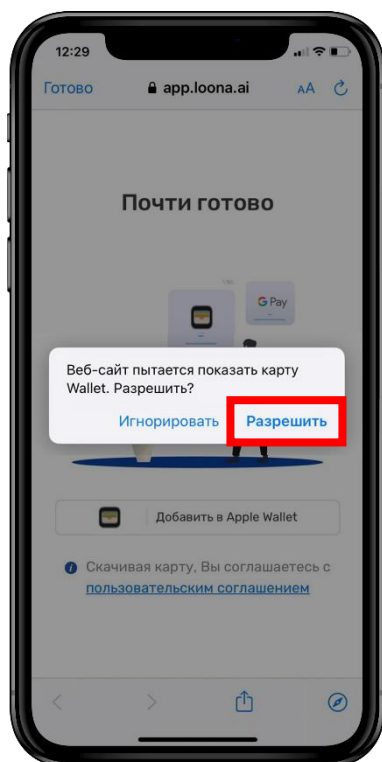 12:29
Готово app.loona.ai AA
Почти готово
G Pay
Веб-сайт пытается показать карту
Wallet. Разрешить?
Игнорировать Разрешить
Добавить в Apple Wallet
Скачивая карту, Вы соглашаетесь с
пользовательским соглашением